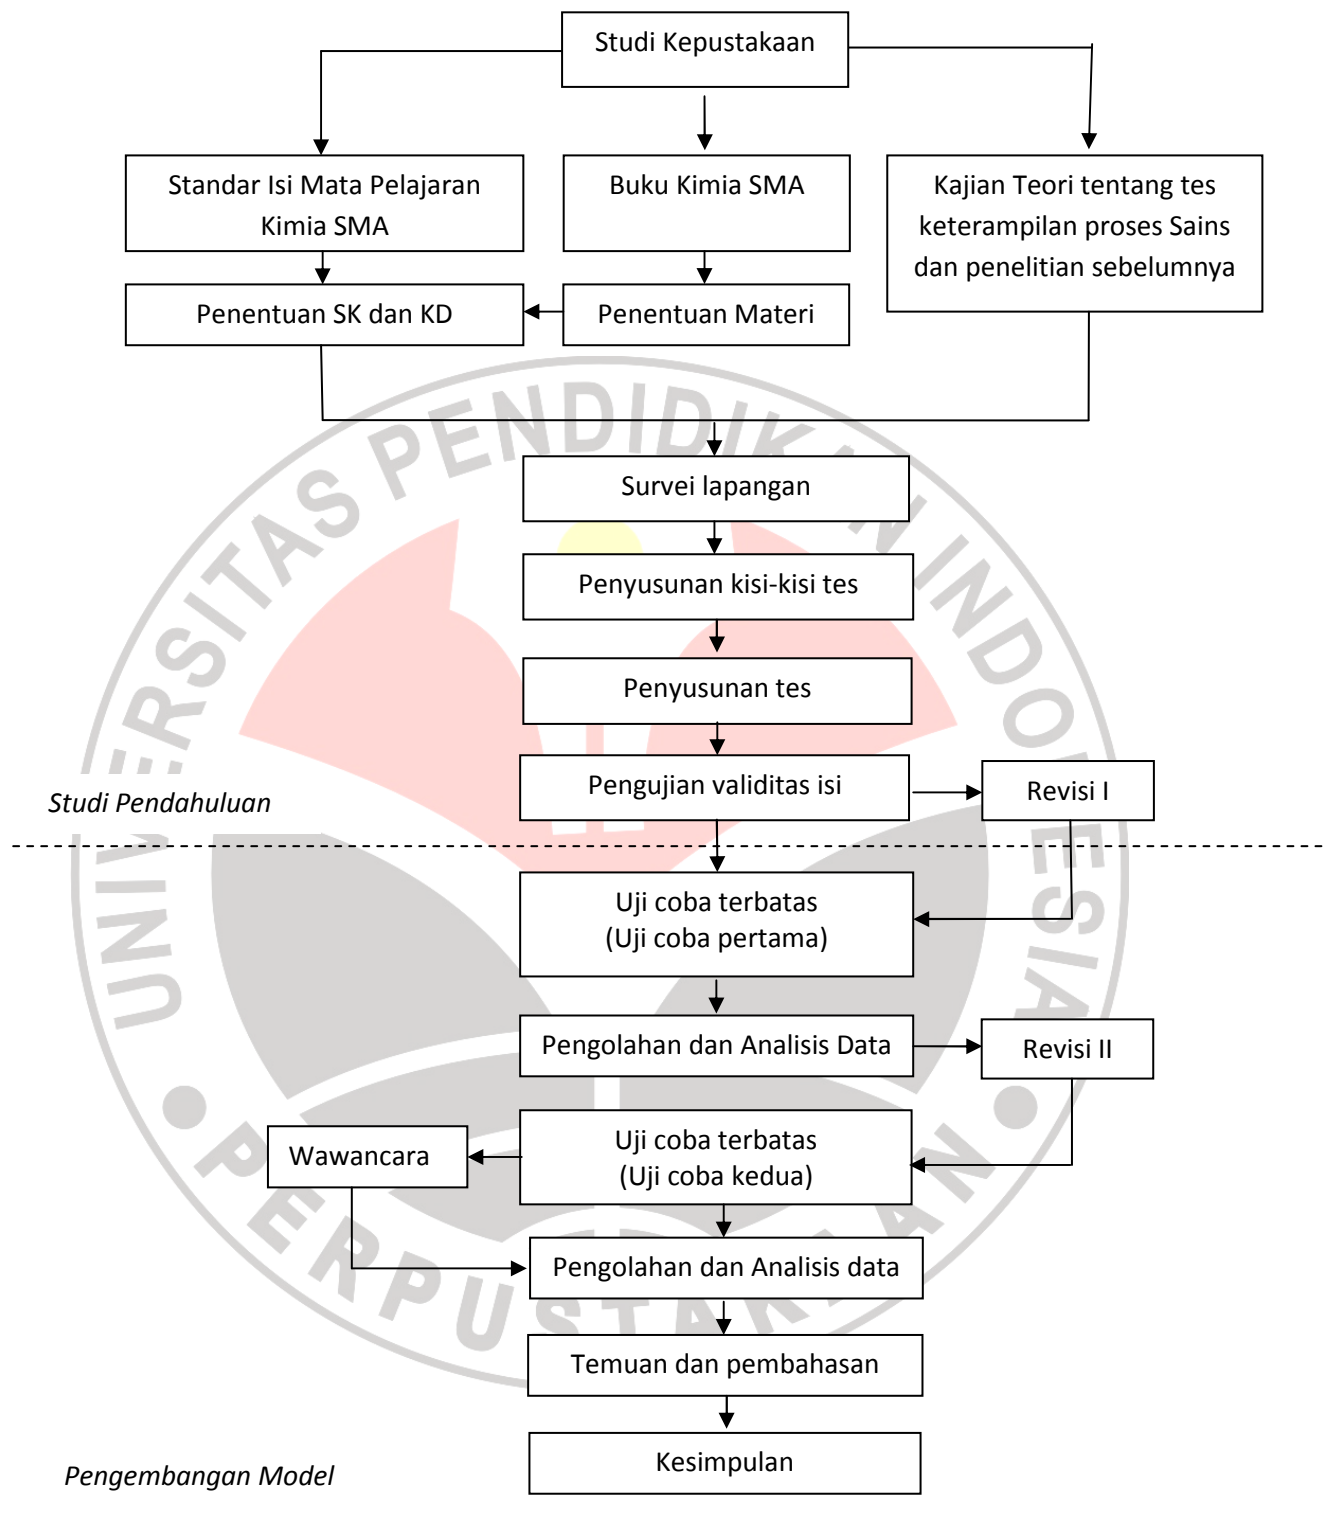 Studi Kepustakaan
Standar Isi Mata Pelajaran
Kimia SMA
Buku Kimia SMA
Kajian Teori tentang tes
keterampilan proses Sains
dan penelitian sebelumnya
Penentuan SK dan KD
Penentuan Materi
Survei lapangan
Penyusunan kisi-kisi tes
Penyusunan tes
Pengujian validitas isi
Revisi I
Studi Pendahuluan
Uji coba terbatas
(Uji coba pertama)
Pengolahan dan Analisis Data
Revisi II
Uji coba terbatas
(Uji coba kedua)
Wawancara
Pengolahan dan Analisis data
Temuan dan pembahasan
Kesimpulan
Pengembangan Model
UNIVERSITAS PENDIDIKAN INDONESIA
PERPUSTAKAAN